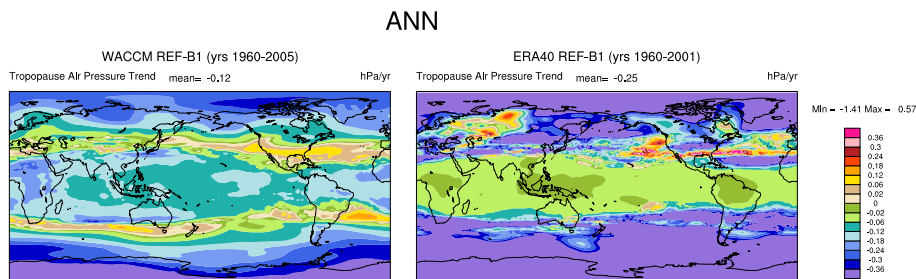 ANN
WACCM REF-B1 (yrs 1960-2005)
Tropopause Air Pressure Trend mean= -0.12 hPa/yr
ERA40 REF-B1 (yrs 1960-2001)
Tropopause Air Pressure Trend mean= -0.25 hPa/yr
Min = -1.41 Max = 0.57
0.36
0.3
0.24
0.18
0.12
0.06
0.02
0
-0.02
-0.06
-0.12
-0.18
-0.24
-0.3
-0.36